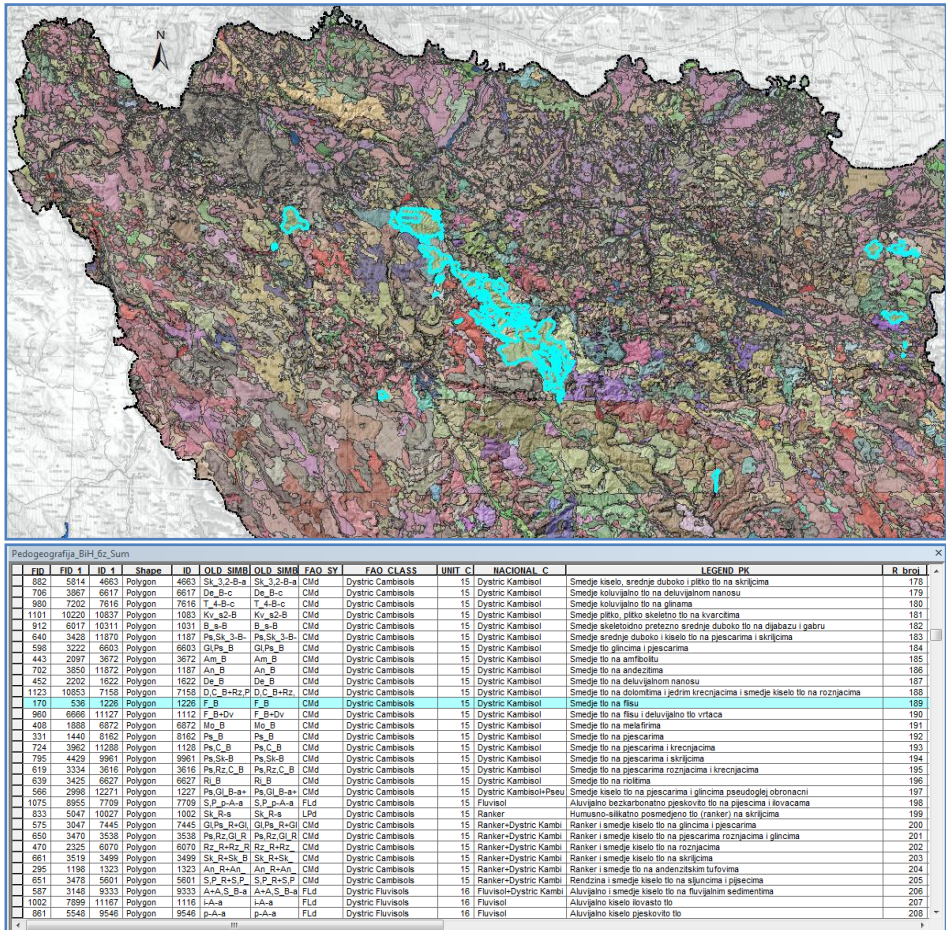 N
Pedogeografija_BiH_6z_Sum
FID FID_1 ID_1 Shape ID OLD_SIMB OLD_SIMB FAO_SY FAO_CLASS UNIT_C NACIONAL_C LEGEND_PK R_broj
882 5814 4663 Polygon 4663 Sk_3,2-B-a Sk_3,2-B-a CMd Dystric Cambisols 15 Dystric Kambisol Smedje kiselo, srednje duboko i plitko tlo na skriljcima 178
706 3867 6617 Polygon 6617 De_B-c De_B-c CMd Dystric Cambisols 15 Dystric Kambisol Smedje koluvijalno tlo na deluvijalnom nanosu 179
980 7202 7616 Polygon 7616 T_4-B-c T_4-B-c CMd Dystric Cambisols 15 Dystric Kambisol Smedje koluvijalno tlo na glinama 180
1101 10220 10837 Polygon 1083 Kv_s2-B Kv_s2-B CMd Dystric Cambisols 15 Dystric Kambisol Smedje plitko, plitko skeletno tlo na kvarcitima 181
912 6017 10311 Polygon 1031 B_s-B B_s-B CMd Dystric Cambisols 15 Dystric Kambisol Smedje skeletoidno pretezno srednje duboko tlo na dijabazu i gabru 182
640 3428 11870 Polygon 1187 Ps,Sk_3-B- Ps,Sk_3-B- CMd Dystric Cambisols 15 Dystric Kambisol Smedje srednje duboko i kiselo tlo na pjescarima i skriljcima 183
598 3222 6603 Polygon 6603 Gl,Ps_B Gl,Ps_B CMd Dystric Cambisols 15 Dystric Kambisol Smedje tlo glincima i pjescarima 184
443 2097 3672 Polygon 3672 Am_B Am_B CMd Dystric Cambisols 15 Dystric Kambisol Smedje tlo na amfibolitu 185
702 3850 11872 Polygon 1187 An_B An_B CMd Dystric Cambisols 15 Dystric Kambisol Smedje tlo na andezitima 186
452 2202 1622 Polygon 1622 De_B De_B CMd Dystric Cambisols 15 Dystric Kambisol Smedje tlo na deluvijalnom nanosu 187
1123 10853 7158 Polygon 7158 D,C_B+Rz,P D,C_B+Rz, CMd Dystric Cambisols 15 Dystric Kambisol Smedje tlo na dolomitima i jedrim krecnjacima i smedje kiselo tlo na roznjacima 188
170 536 1226 Polygon 1226 F_B F_B CMd Dystric Cambisols 15 Dystric Kambisol Smedje tlo na flisu 189
960 6666 11127 Polygon 1112 F_B+Dv F_B+Dv CMd Dystric Cambisols 15 Dystric Kambisol Smedje tlo na flisu i deluvijalno tlo vrtaca 190
408 1888 6872 Polygon 6872 Mo_B Mo_B CMd Dystric Cambisols 15 Dystric Kambisol Smedje tlo na melafirima 191
331 1440 8162 Polygon 8162 Ps_B Ps_B CMd Dystric Cambisols 15 Dystric Kambisol Smedje tlo na pjescarima 192
724 3962 11288 Polygon 1128 Ps,C_B Ps,C_B CMd Dystric Cambisols 15 Dystric Kambisol Smedje tlo na pjescarima i krecnjacima 193
795 4429 9961 Polygon 9961 Ps,Sk-B Ps,Sk-B CMd Dystric Cambisols 15 Dystric Kambisol Smedje tlo na pjescarima i skriljcima 194
619 3334 3616 Polygon 3616 Ps,Rz,C_B Ps,Rz,C_B CMd Dystric Cambisols 15 Dystric Kambisol Smedje tlo na pjescarima roznjacima i krecnjacima 195
639 3425 6627 Polygon 6627 Ri_B Ri_B CMd Dystric Cambisols 15 Dystric Kambisol Smedje tlo na riolitima 196
566 2998 12271 Polygon 1227 Ps,Gl_B-a+ Ps,Gl_B-a+ CMd Dystric Cambisols 15 Dystric Kambisol+Pseu Smedje kiselo tlo na pjescarima i glincima pseudoglej obronacni 197
1075 8955 7709 Polygon 7709 S,P_p-A-a S,P_p-A-a FLd Dystric Cambisols 15 Fluvisol Aluvijalno bezkarbonatno pjeskovito tlo na pijescima i ilovacama 198
833 5047 10027 Polygon 1002 Sk_R-s Sk_R-s LPd Dystric Cambisols 15 Ranker Humusno-silikatno posmedjeno tlo (ranker) na skriljcima 199
575 3047 7445 Polygon 7445 Gl,Ps_R+Gl, Gl,Ps_R+Gl CMd Dystric Cambisols 15 Ranker+Dystric Kambi Ranker i smedje kiselo tlo na glincima i pjescarima 200
650 3470 3538 Polygon 3538 Ps,Rz,Gl_R Ps,Rz,Gl_R CMd Dystric Cambisols 15 Ranker+Dystric Kambi Ranker i smedje kiselo tlo na pjescarima roznjacima i glincima 201
470 2325 6070 Polygon 6070 Rz_R+Rz_R Rz_R+Rz_ CMd Dystric Cambisols 15 Ranker+Dystric Kambi Ranker i smedje kiselo tlo na roznjacima 202
661 3519 3499 Polygon 3499 Sk_R+Sk_B Sk_R+Sk_ CMd Dystric Cambisols 15 Ranker+Dystric Kambi Ranker i smedje kiselo tlo na skriljcima 203
295 1198 1323 Polygon 1323 An_R+An_ An_R+An_ CMd Dystric Cambisols 15 Ranker+Dystric Kambi Ranker i smedje tlo na andenzitskim tufovima 204
651 3478 5601 Polygon 5601 S,P_R+S,P_ S,P_R+S,P CMd Dystric Cambisols 15 Ranker+Dystric Kambi Rendzina i smedje kiselo tlo na sljuncima i pijsecima 205
587 3148 9333 Polygon 9333 A+A,S_B-a A+A,S_B-a FLd Dystric Fluvisols 16 Fluvisol+Dystric Kambi Aluvijalno i smedje kiselo tlo na fluvijalnim sedimentima 206
1002 7899 11167 Polygon 1116 i-A-a i-A-a FLd Dystric Fluvisols 16 Fluvisol Aluvijalno kiselo ilovasto tlo 207
861 5548 9546 Polygon 9546 p-A-a p-A-a FLd Dystric Fluvisols 16 Fluvisol Aluvijalno kiselo pjeskovito tlo 208